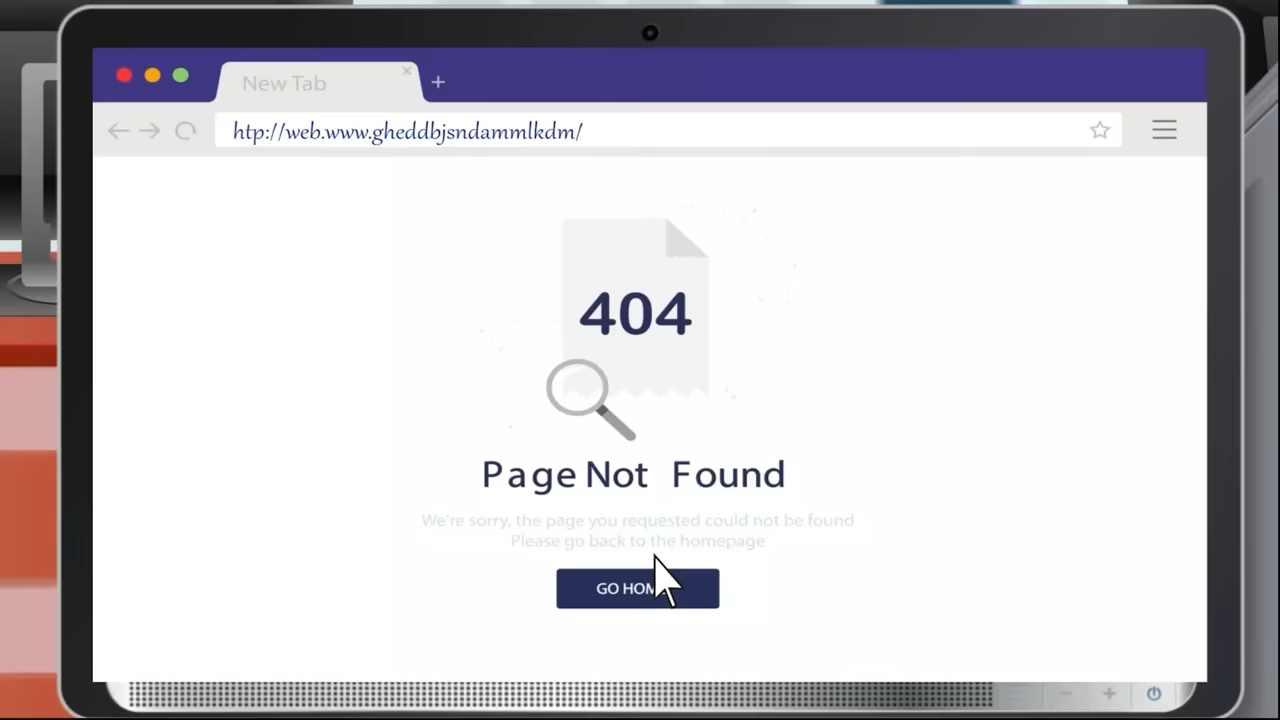 New Tab
htp://web.www.gheddbjsndammlkdm/
404
Page Not Found
We're sorry, the page you requested could not be found
Please go back to the homepage
GO HOM